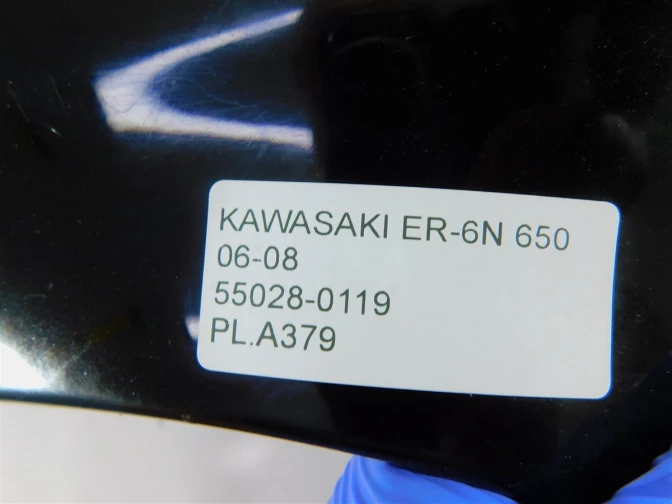 KAWASAKI ER-6N 650
06-08
55028-0119
PL.A379